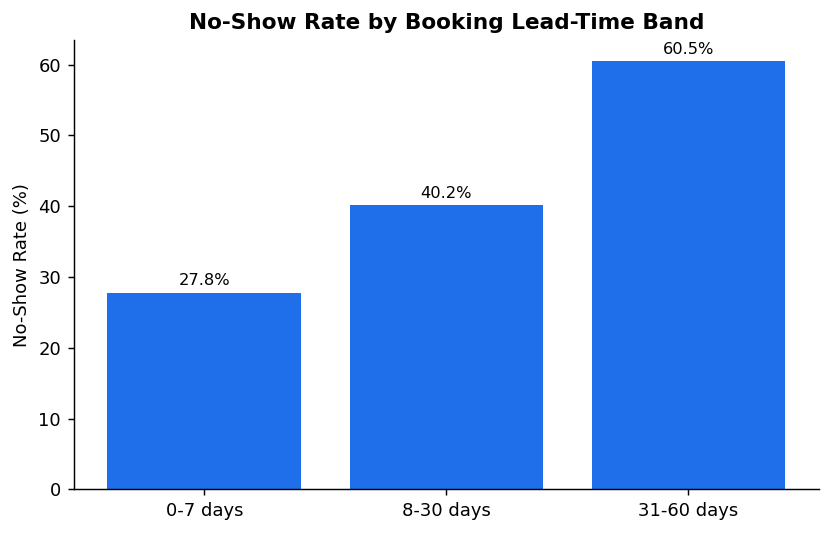 No-Show Rate by Booking Lead-Time Band
60.5%
40.2%
27.8%
No-Show Rate (%)
60
50
40
30
20
10
0
0-7 days
8-30 days
31-60 days